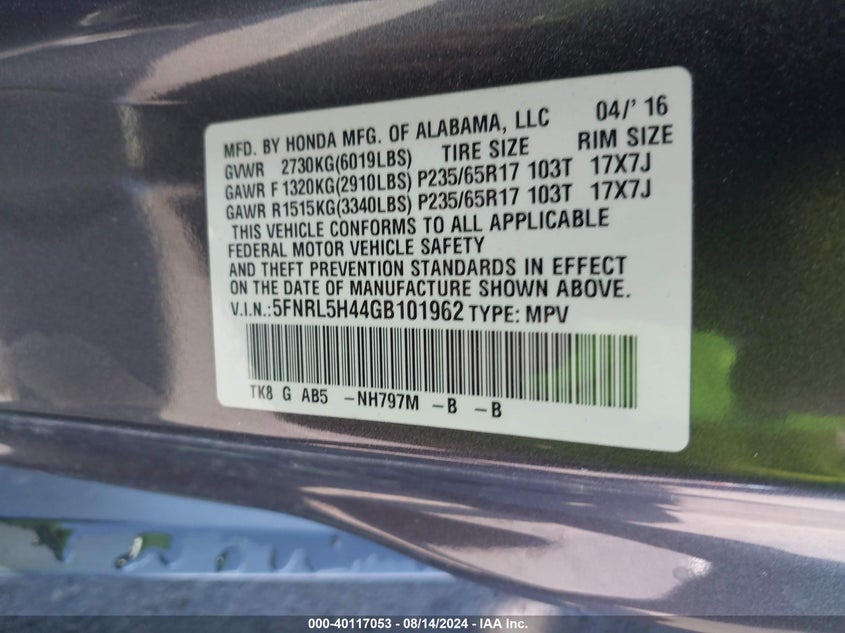 MFD. BY HONDA MFG. OF ALABAMA, LLC 04/' 16
GVWR 2730KG(6019LBS) TIRE SIZE RIM SIZE
GAWR F 1320KG(2910LBS) P235/65R17 103T 17X7J
GAWR R1515KG(3340LBS) P235/65R17 103T 17X7J
THIS VEHICLE CONFORMS TO ALL APPLICABLE
FEDERAL MOTOR VEHICLE SAFETY
AND THEFT PREVENTION STANDARDS IN EFFECT
ON THE DATE OF MANUFACTURE SHOWN ABOVE.
V.I.N.:5FNRL5H44GB101962 TYPE: MPV
TK8 G AB5 -NH797M -B -B
000-40117053 - 08/14/2024 - IAA Inc.